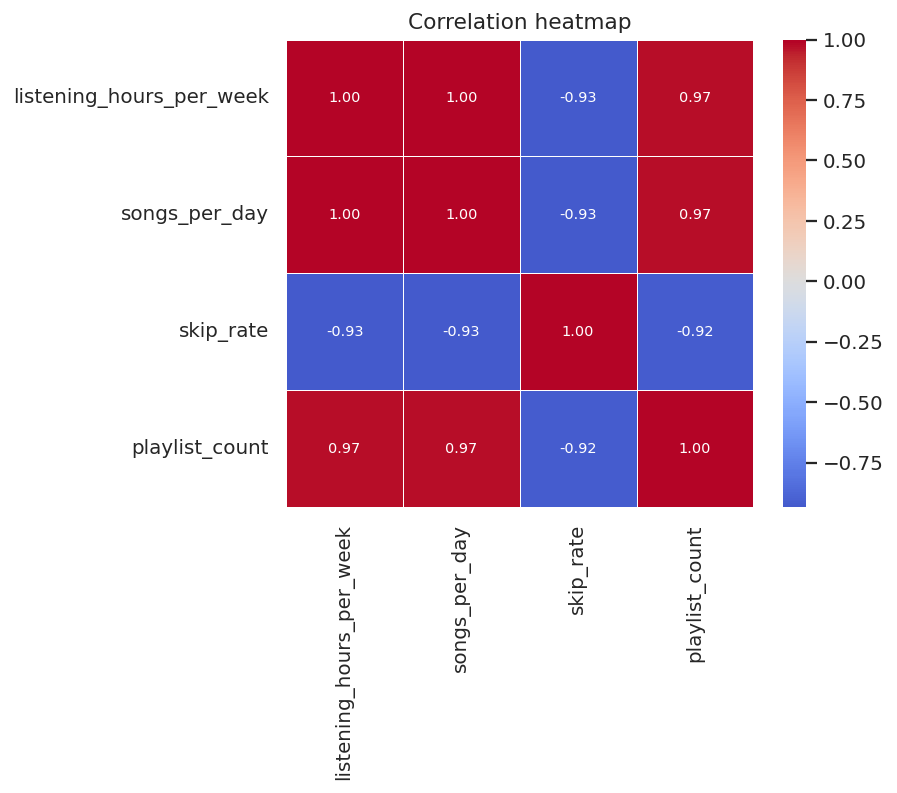 Correlation heatmap
listening_hours_per_week
1.00
1.00
-0.93
0.97
songs_per_day
1.00
1.00
-0.93
0.97
skip_rate
-0.93
-0.93
1.00
-0.92
playlist_count
0.97
0.97
-0.92
1.00
listening_hours_per_week
songs_per_day
skip_rate
playlist_count
1.00
0.75
0.50
0.25
0.00
−0.25
−0.50
−0.75